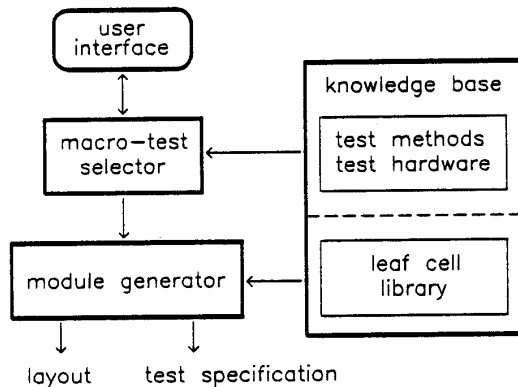 user
interface
macro-test
selector
module generator
layout
test specification
knowledge base
test methods
test hardware
leaf cell
library